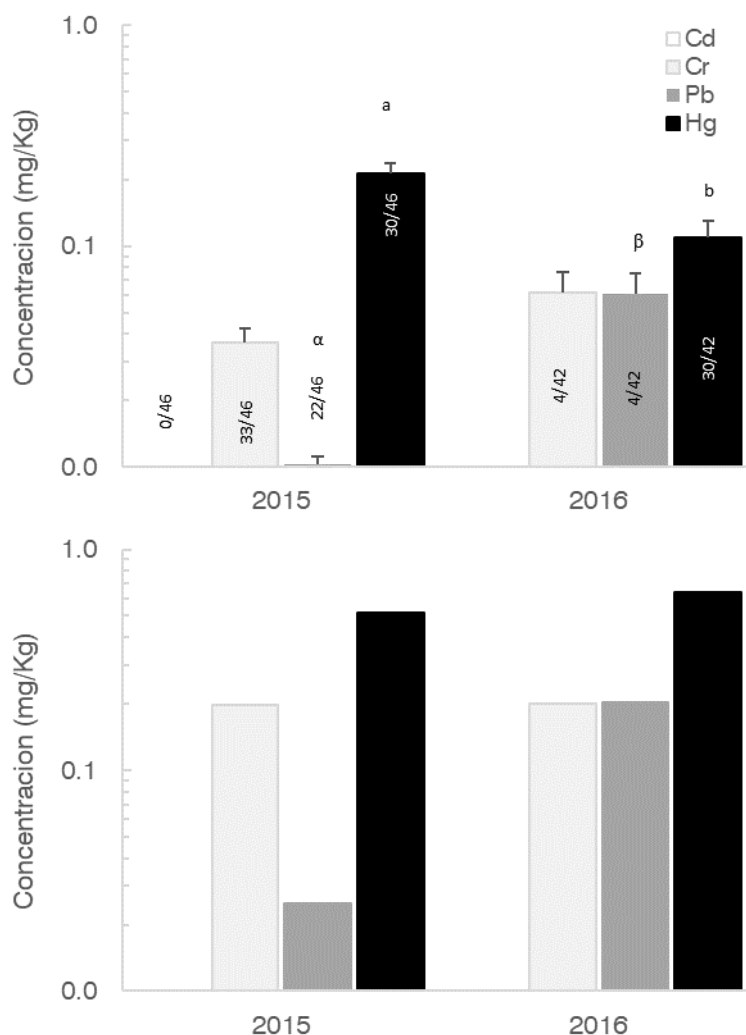 1.0
0.1
0.0
Concentracion (mg/Kg)
Cd
Cr
Pb
Hg
a
α
0/46
33/46
22/46
30/46
b
β
4/42
4/42
30/42
2015
2016
1.0
0.1
0.0
Concentracion (mg/Kg)
2015
2016